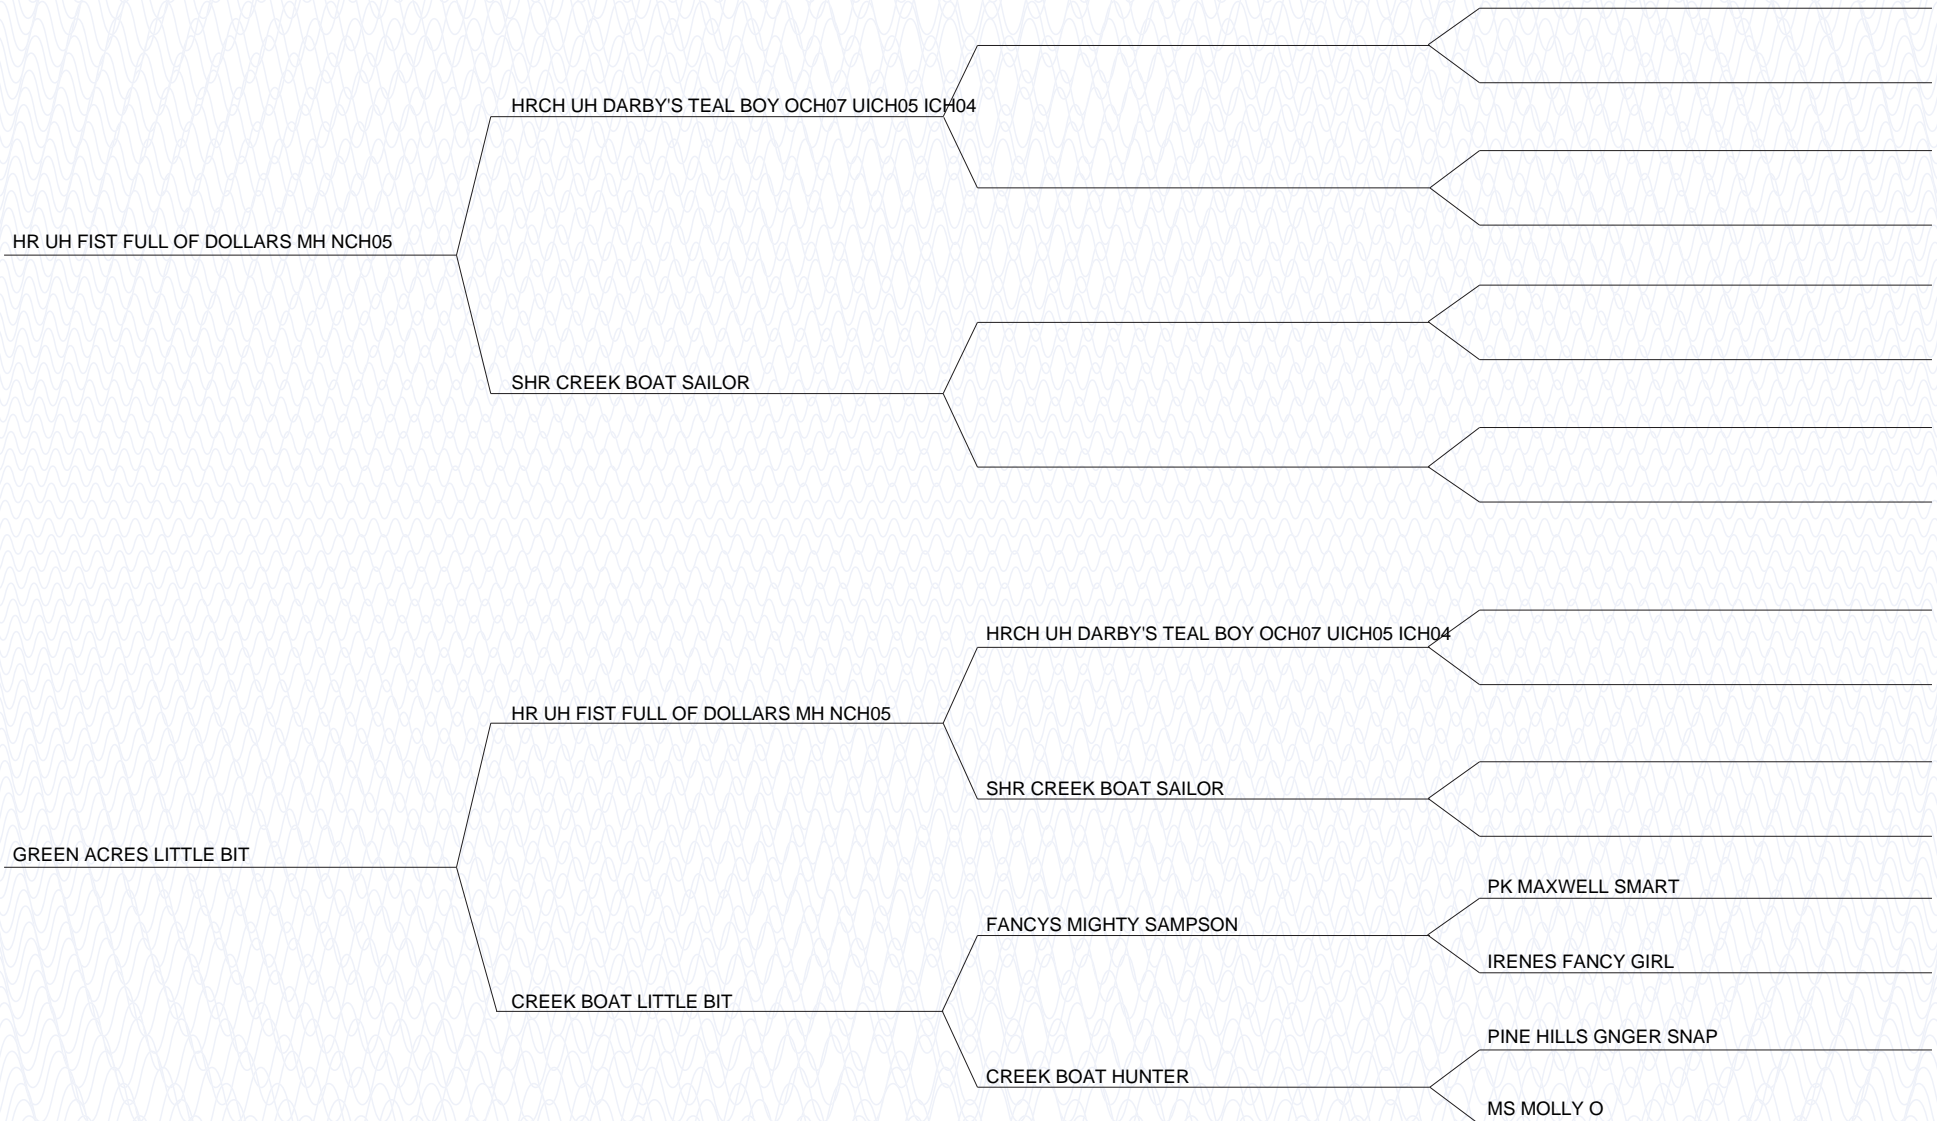 HRCH UH DARBY'S TEAL BOY OCH07 UICH05 ICH04
HR UH FIST FULL OF DOLLARS MH NCH05
SHR CREEK BOAT SAILOR
HRCH UH DARBY'S TEAL BOY OCH07 UICH05 ICH04
HR UH FIST FULL OF DOLLARS MH NCH05
SHR CREEK BOAT SAILOR
GREEN ACRES LITTLE BIT
PK MAXWELL SMART
FANCYS MIGHTY SAMPSON
IRENES FANCY GIRL
CREEK BOAT LITTLE BIT
PINE HILLS GNGER SNAP
CREEK BOAT HUNTER
MS MOLLY O